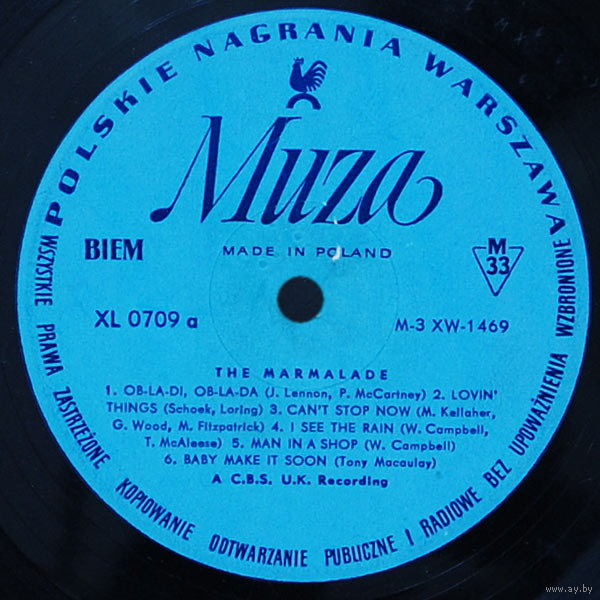 POLSKIE NAGRANIA WARSZAWA
Muza
MADE IN POLAND
BIEM
M
33
XL 0709 a
M-3 XW-1469
THE MARMALADE
1. OB-LA-DI, OB-LA-DA (J. Lennon, P. McCartney) 2. LOVIN'
THINGS (Schoek, Loring) 3. CAN'T STOP NOW (M. Kellaher,
G. Wood, M. Fitzpatrick) 4. I SEE THE RAIN (W. Campbell,
T. McAleese) 5. MAN IN A SHOP (W. Campbell)
6. BABY MAKE IT SOON (Tony Macaulay)
A C.B.S. U.K. Recording
WSZYSTKIE PRAWA ZASTRZEŻONE KOPIOWANIE ODTWARZANIE PUBLICZNE I RADIOWE BEZ UPOWAŻNIENIA WZBRONIONE
www.ay.by